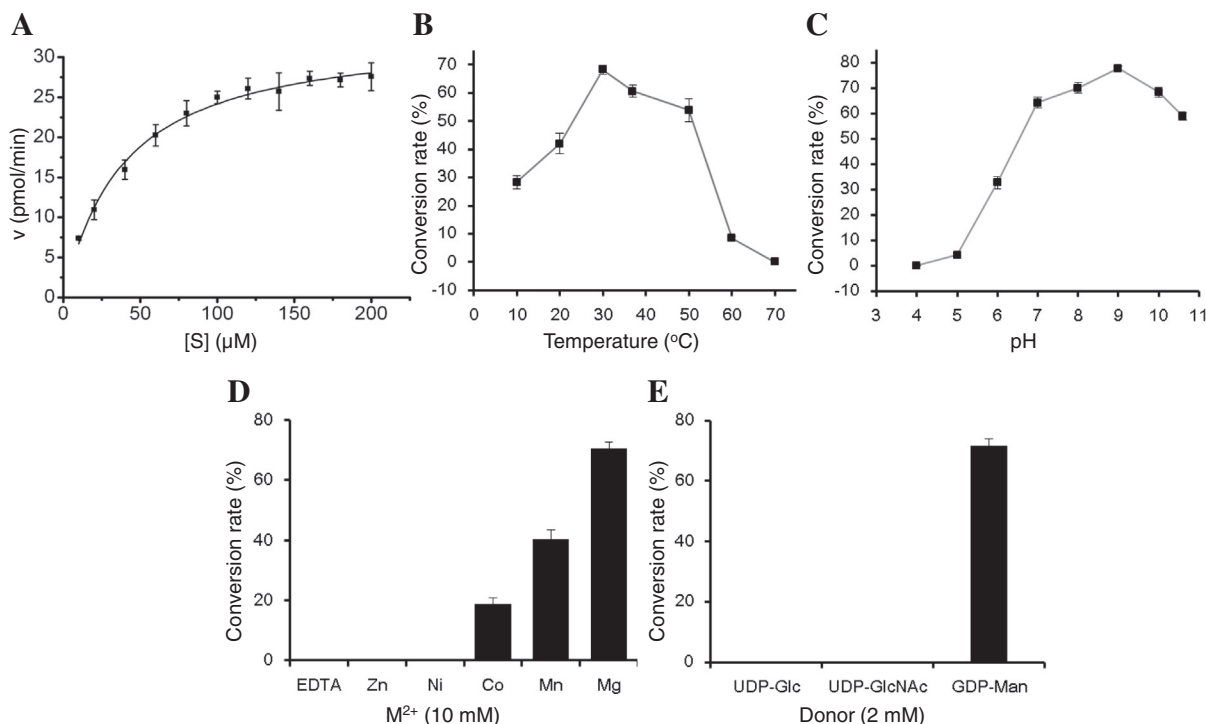 A
30
25
20
15
10
5
0
v (pmol/min)
0 50 100 150 200
[S] (µM)
B
70
60
50
40
30
20
10
0
-10
Conversion rate (%)
0 10 20 30 40 50 60 70
Temperature (°C)
C
80
70
60
50
40
30
20
10
0
-10
Conversion rate (%)
3 4 5 6 7 8 9 10 11
pH
D
80
60
40
20
0
Conversion rate (%)
EDTA Zn Ni Co Mn Mg
M²⁺ (10 mM)
E
80
60
40
20
0
Conversion rate (%)
UDP-Glc UDP-GlcNAc GDP-Man
Donor (2 mM)